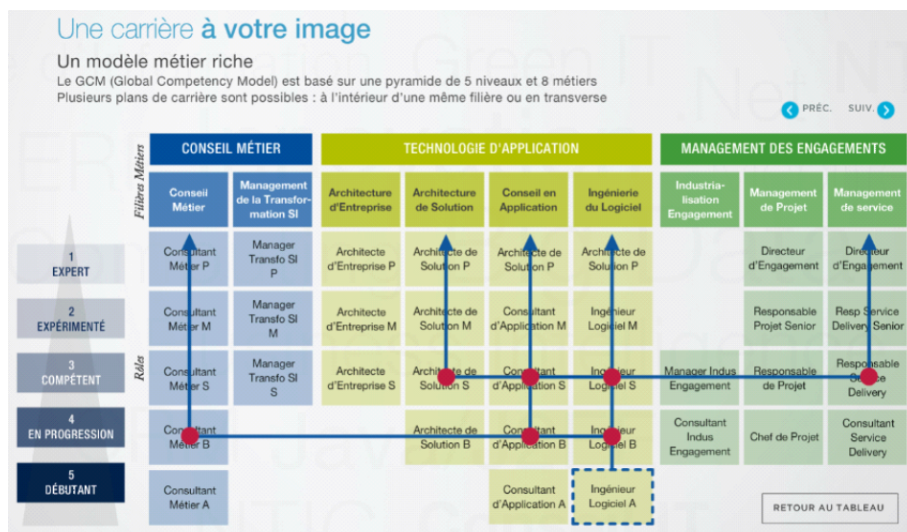 Une carrière à votre image
Un modèle métier riche
Le GCM (Global Competency Model) est basé sur une pyramide de 5 niveaux et 8 métiers
Plusieurs plans de carrière sont possibles : à l'intérieur d'une même filière ou en transverse
PRÉC. SUIV.
Filières Métiers
CONSEIL MÉTIER
TECHNOLOGIE D'APPLICATION
MANAGEMENT DES ENGAGEMENTS
Conseil
Métier
Management
de la Transfor-
mation SI
Architecture
d'Entreprise
Architecture
de Solution
Conseil en
Application
Ingénierie
du Logiciel
Industria-
lisation
Engagement
Management
de Projet
Management
de service
1
EXPERT
Consultant
Métier P
Manager
Transfo SI
P
Architecte
d'Entreprise P
Architecte de
Solution P
Architecte de
Solution P
Architecte de
Solution P
Directeur
d'Engagement
Directeur
d'Engagement
2
EXPÉRIMENTÉ
Consultant
Métier M
Manager
Transfo SI
M
Architecte
d'Entreprise M
Architecte de
Solution M
Consultant
d'Application M
Ingénieur
Logiciel M
Responsable
Projet Senior
Resp Service
Delivery Senior
Rôles
3
COMPÉTENT
Consultant
Métier S
Manager
Transfo SI
S
Architecte
d'Entreprise S
Architecte de
Solution S
Consultant
d'Application S
Ingénieur
Logiciel S
Manager Indus
Engagement
Responsable
de Projet
Responsable
Service
Delivery
4
EN PROGRESSION
Consultant
Métier B
Architecte de
Solution B
Consultant
d'Application B
Ingénieur
Logiciel B
Consultant
Indus
Engagement
Chef de Projet
Consultant
Service
Delivery
5
DÉBUTANT
Consultant
Métier A
Consultant
d'Application A
Ingénieur
Logiciel A
RETOUR AU TABLEAU